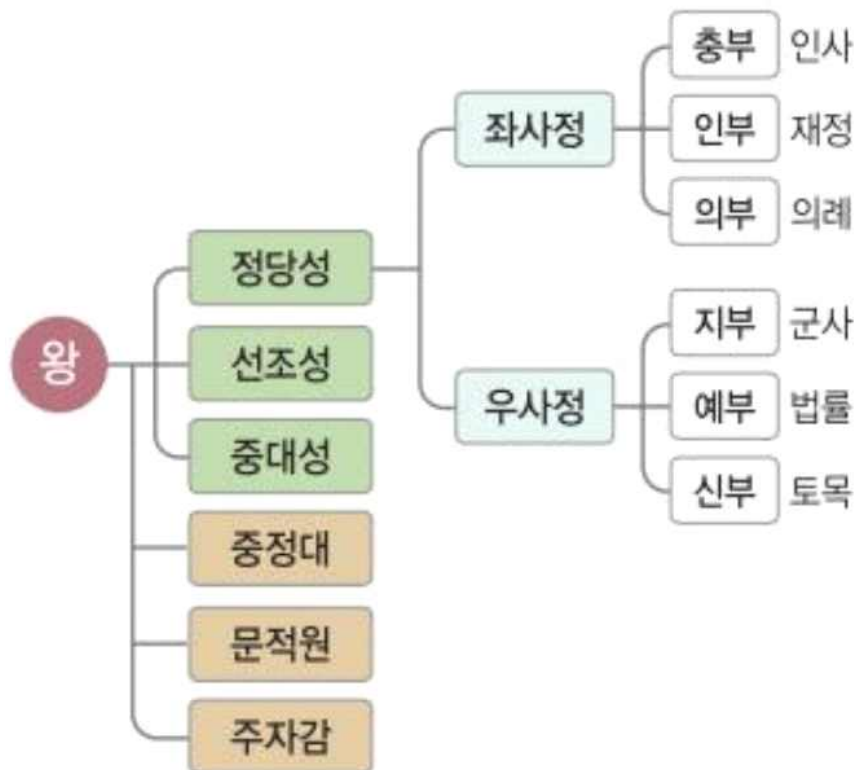 충부 인사
좌사정 인부 재정
의부 의례
정당성
지부 군사
왕 선조성
우사정 예부 법률
중대성
신부 토목
중정대
문적원
주자감